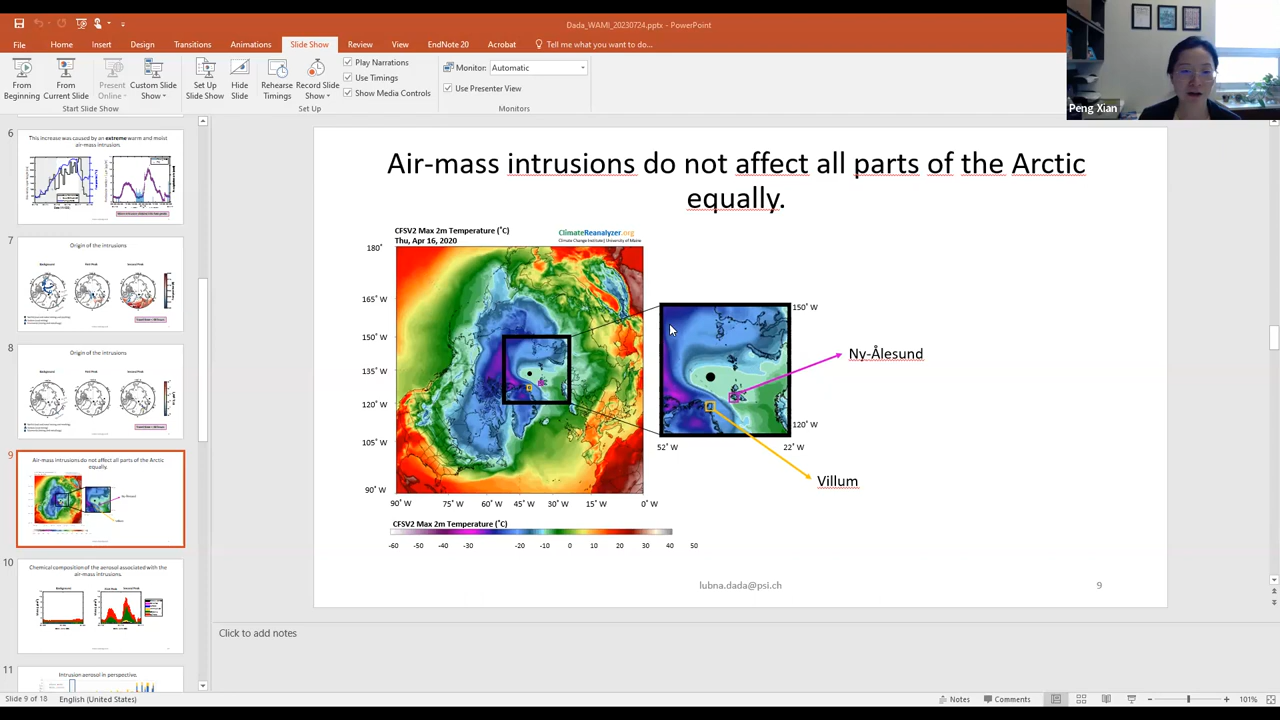 Dada_WAMI_20230724.pptx - PowerPoint
File Home Insert Design Transitions Animations Slide Show Review View EndNote 20 Acrobat Tell me what you want to do...
From Beginning
From Current Slide
Present Online
Custom Slide Show
Start Slide Show
Set Up Slide Show
Hide Slide
Rehearse Timings
Record Slide Show
Play Narrations
Use Timings
Show Media Controls
Set Up
Monitor: Automatic
Use Presenter View
Monitors
Peng Xian
6
This increase was caused by an extreme warm and moist
air-mass intrusion.
7
Origin of the intrusions
8
Origin of the intrusions
9
Air-mass intrusions do not affect all parts of the Arctic
equally.
10
Chemical composition of the aerosol associated with the
air-mass intrusions.
11
Intrusion aerosol in perspective.
Air-mass intrusions do not affect all parts of the Arctic
equally.
CFSV2 Max 2m Temperature (˚C)
Thu, Apr 16, 2020
ClimateReanalyzer.org
Climate Change Institute | University of Maine
180˚
165˚ W
150˚ W
135˚ W
120˚ W
105˚ W
90˚ W
90˚ W 75˚ W 60˚ W 45˚ W 30˚ W 15˚ W 0˚ W
150˚ W
120˚ W
52˚ W 22˚ W
Ny-Ålesund
Villum
CFSV2 Max 2m Temperature (˚C)
-60 -50 -40 -30 -20 -10 0 10 20 30 40 50
lubna.dada@psi.ch 9
Click to add notes
Slide 9 of 18 English (United States) Notes Comments 101%